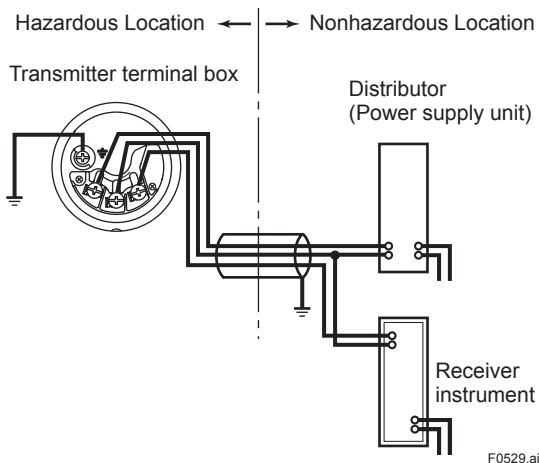 Hazardous Location
Nonhazardous Location
Transmitter terminal box
Distributor
(Power supply unit)
Receiver
instrument
F0529.ai